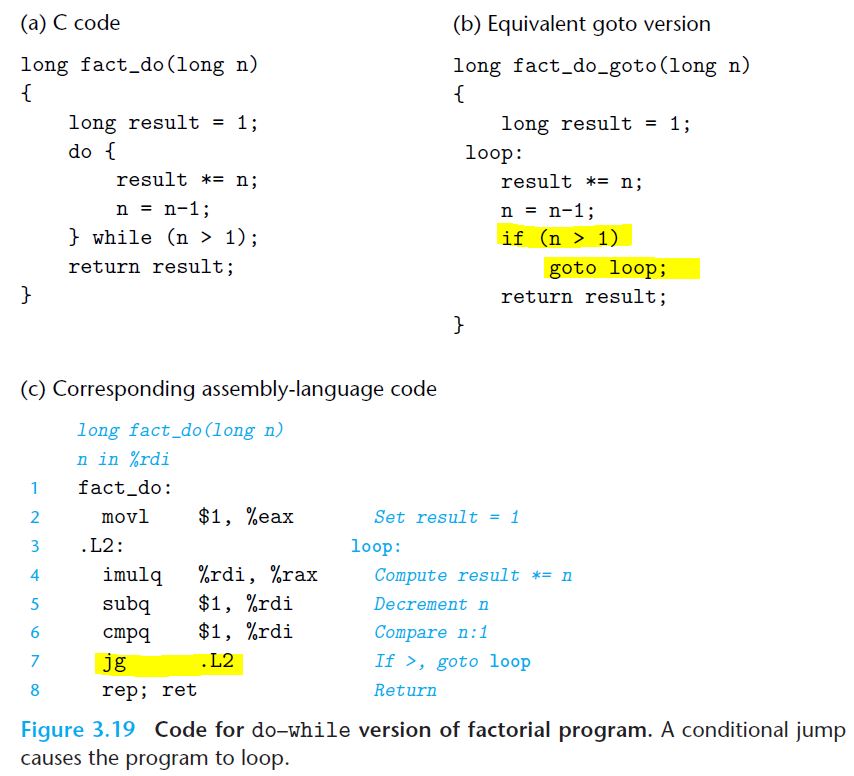 (a) C code
long fact_do(long n)
{
    long result = 1;
    do {
        result *= n;
        n = n-1;
    } while (n > 1);
    return result;
}
(b) Equivalent goto version
long fact_do_goto(long n)
{
    long result = 1;
 loop:
    result *= n;
    n = n-1;
    if (n > 1)
        goto loop;
    return result;
}
(c) Corresponding assembly-language code
long fact_do(long n)
n in %rdi
1 fact_do:
2 movl $1, %eax Set result = 1
3 .L2: loop:
4 imulq %rdi, %rax Compute result *= n
5 subq $1, %rdi Decrement n
6 cmpq $1, %rdi Compare n:1
7 jg .L2 If >, goto loop
8 rep; ret Return
Figure 3.19 Code for do–while version of factorial program. A conditional jump
causes the program to loop.